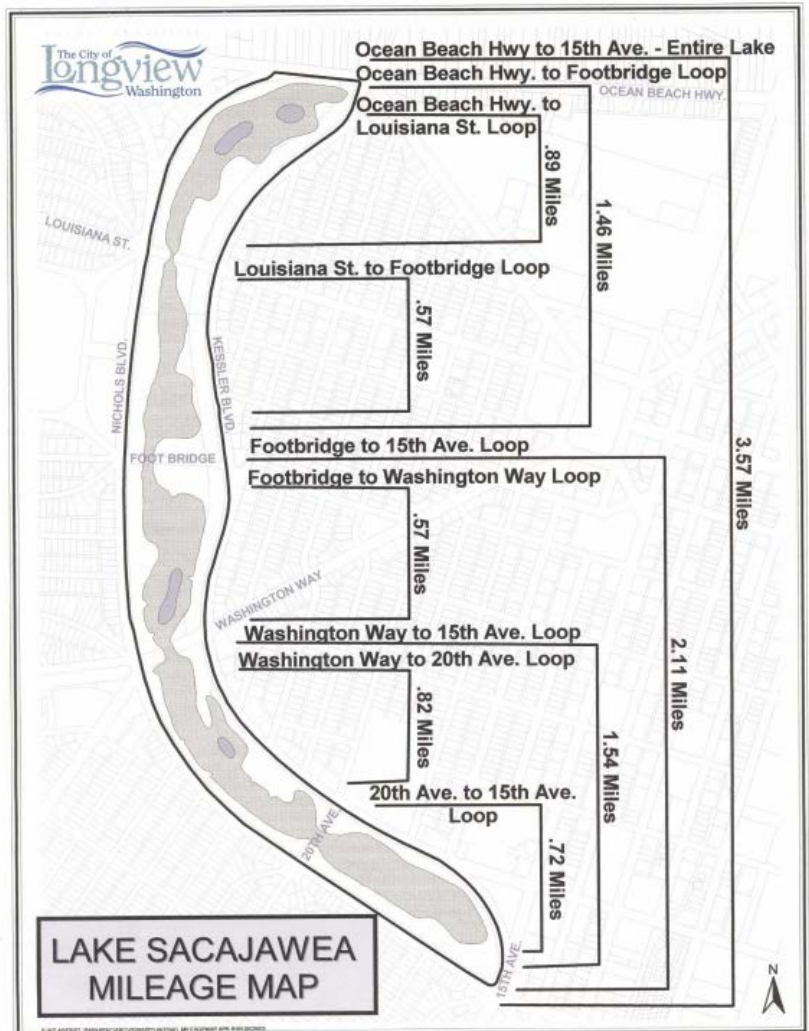 The City of
Longview
Washington
Ocean Beach Hwy to 15th Ave. - Entire Lake
Ocean Beach Hwy. to Footbridge Loop
OCEAN BEACH HWY.
Ocean Beach Hwy. to
Louisiana St. Loop
.89 Miles
1.46 Miles
LOUISIANA ST.
Louisiana St. to Footbridge Loop
.57 Miles
NICHOLS BLVD.
KESSLER BLVD.
3.57 Miles
Footbridge to 15th Ave. Loop
FOOT BRIDGE
Footbridge to Washington Way Loop
.57 Miles
WASHINGTON WAY
Washington Way to 15th Ave. Loop
Washington Way to 20th Ave. Loop
2.11 Miles
.82 Miles
1.54 Miles
20th Ave. to 15th Ave.
Loop
20TH AVE.
.72 Miles
15TH AVE.
LAKE SACAJAWEA
MILEAGE MAP
N